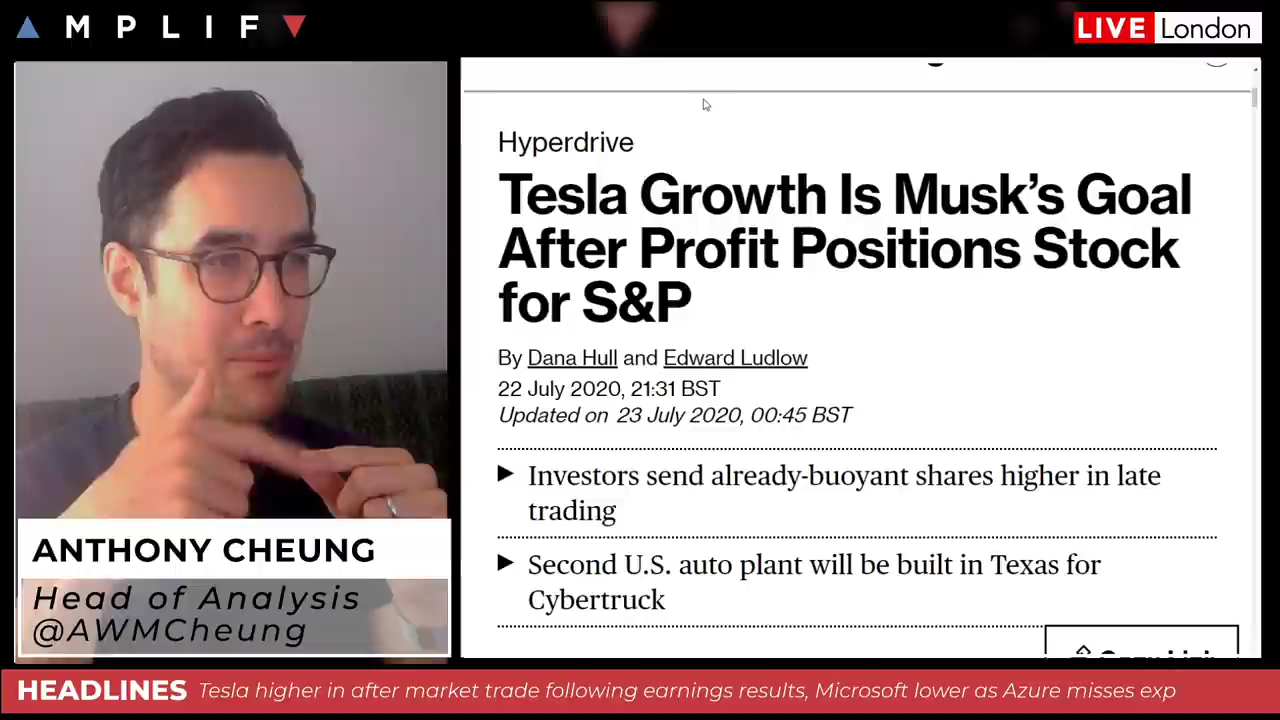 AMPLIFY
LIVE London
Hyperdrive
Tesla Growth Is Musk's Goal
After Profit Positions Stock
for S&P
By Dana Hull and Edward Ludlow
22 July 2020, 21:31 BST
Updated on 23 July 2020, 00:45 BST
Investors send already-buoyant shares higher in late
trading
Second U.S. auto plant will be built in Texas for
Cybertruck
ANTHONY CHEUNG
Head of Analysis
@AWMCheung
HEADLINES Tesla higher in after market trade following earnings results, Microsoft lower as Azure misses exp